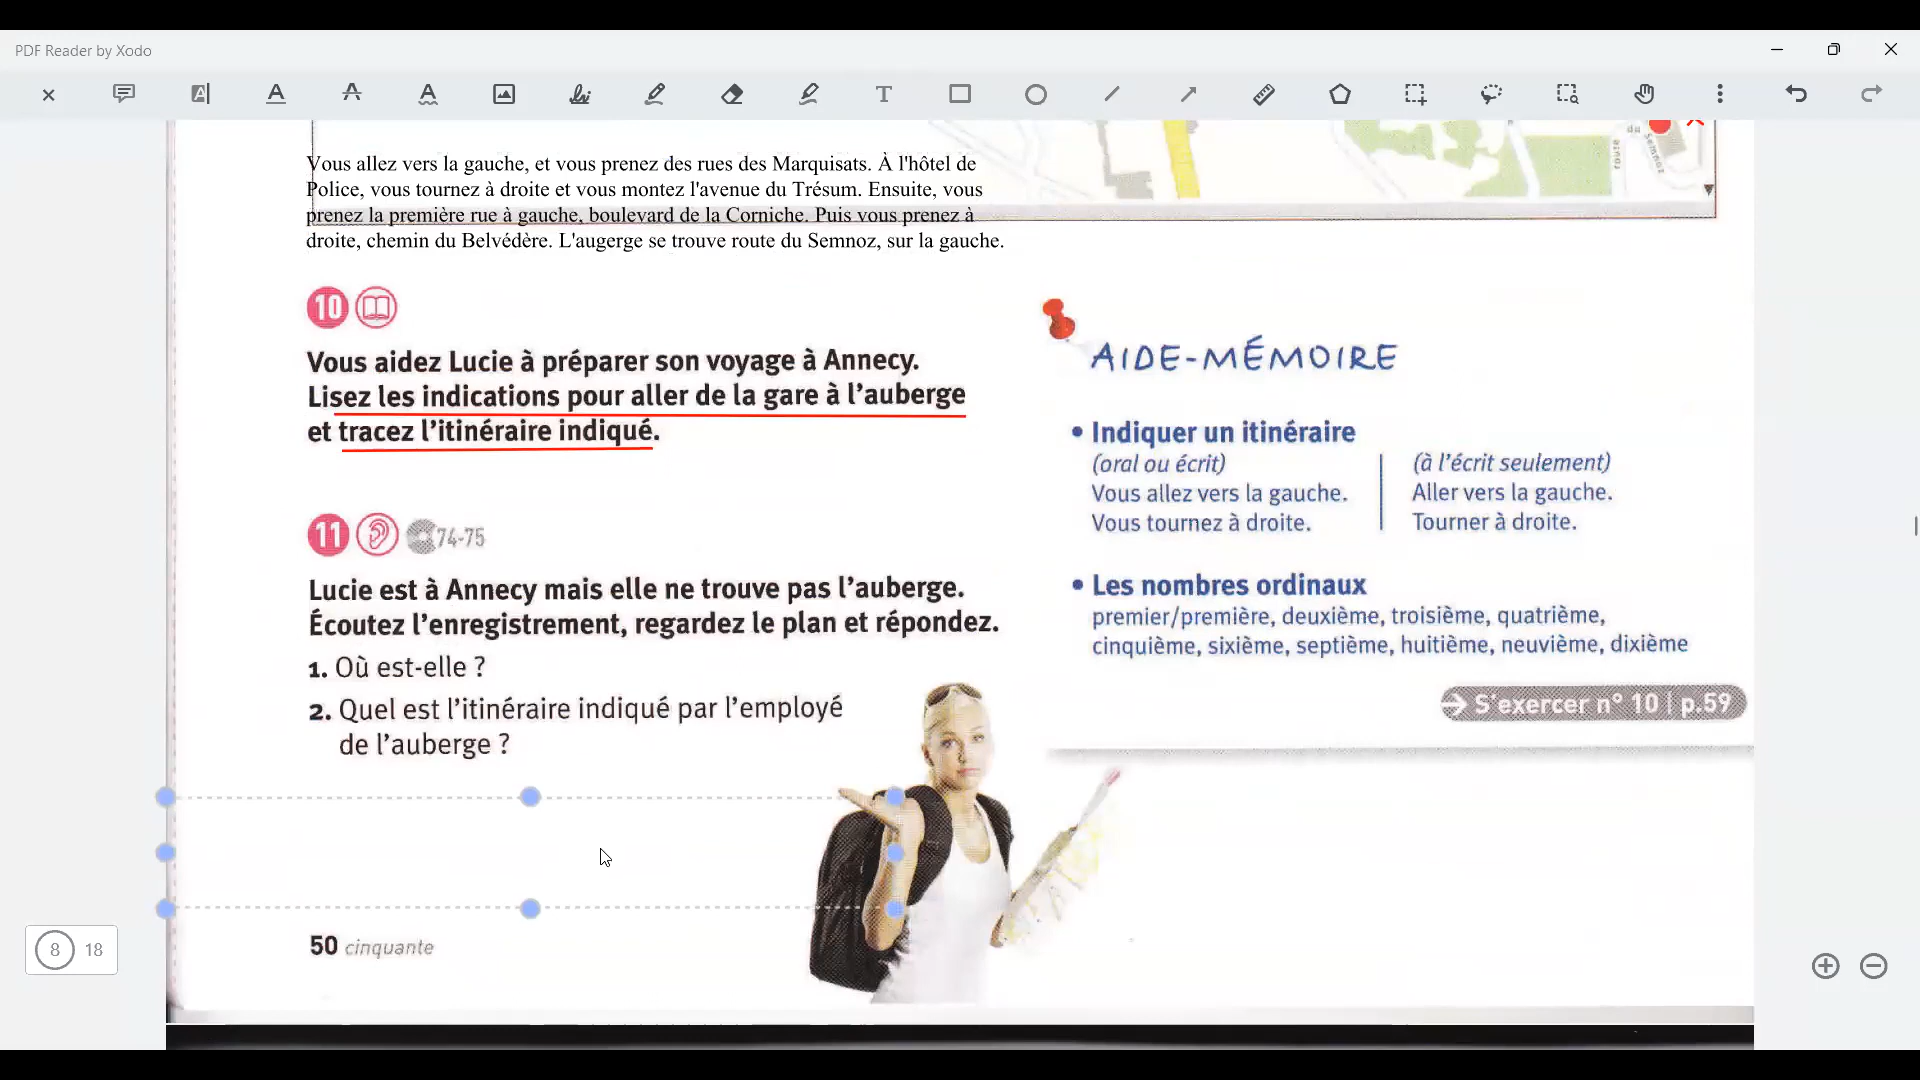 PDF Reader by Xodo
du
Semnoz
route
Vous allez vers la gauche, et vous prenez des rues des Marquisats. À l'hôtel de
Police, vous tournez à droite et vous montez l'avenue du Trésum. Ensuite, vous
prenez la première rue à gauche, boulevard de la Corniche. Puis vous prenez à
droite, chemin du Belvédère. L'augerge se trouve route du Semnoz, sur la gauche.
10
Vous aidez Lucie à préparer son voyage à Annecy.
Lisez les indications pour aller de la gare à l'auberge
et tracez l'itinéraire indiqué.
11 74-75
Lucie est à Annecy mais elle ne trouve pas l'auberge.
Écoutez l'enregistrement, regardez le plan et répondez.
1. Où est-elle ?
2. Quel est l'itinéraire indiqué par l'employé
de l'auberge ?
50 cinquante
AIDE-MÉMOIRE
• Indiquer un itinéraire
(oral ou écrit)
Vous allez vers la gauche.
Vous tournez à droite.
(à l'écrit seulement)
Aller vers la gauche.
Tourner à droite.
• Les nombres ordinaux
premier/première, deuxième, troisième, quatrième,
cinquième, sixième, septième, huitième, neuvième, dixième
→ S'exercer n° 10 | p.59
8 18